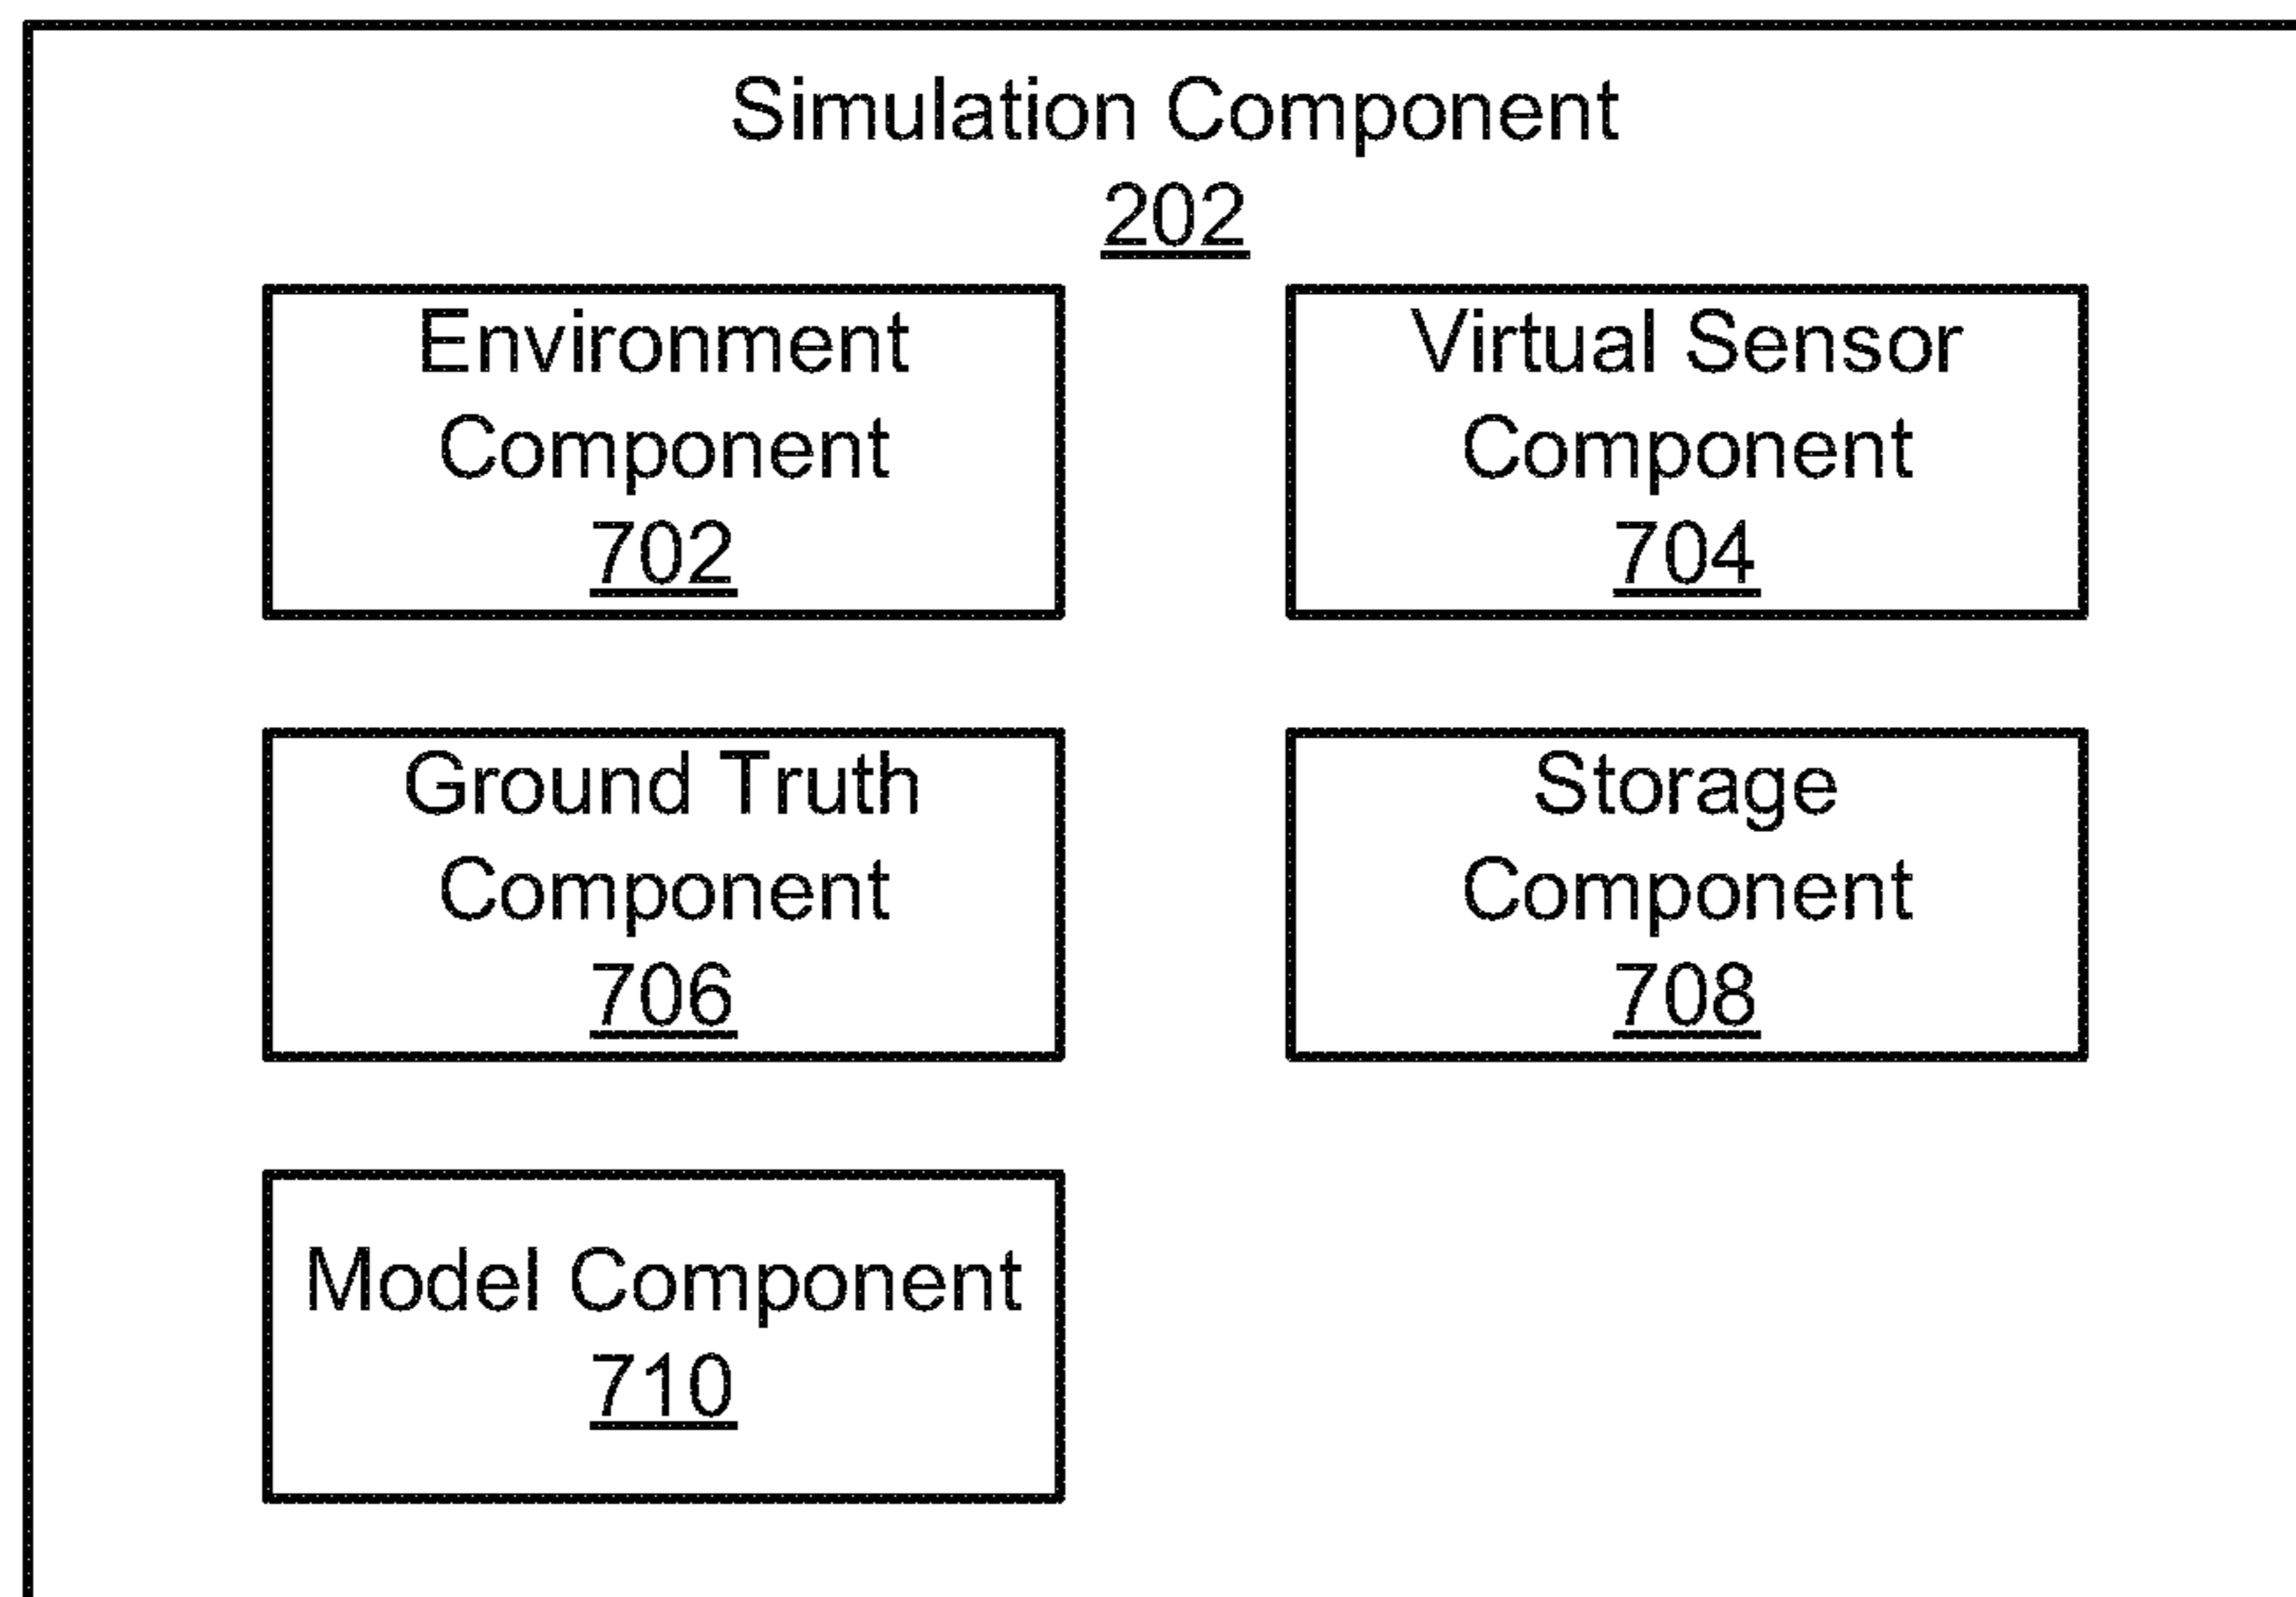 Simulation Component
202
Environment
Component
702
Virtual Sensor
Component
704
Ground Truth
Component
706
Storage
Component
708
Model Component
710